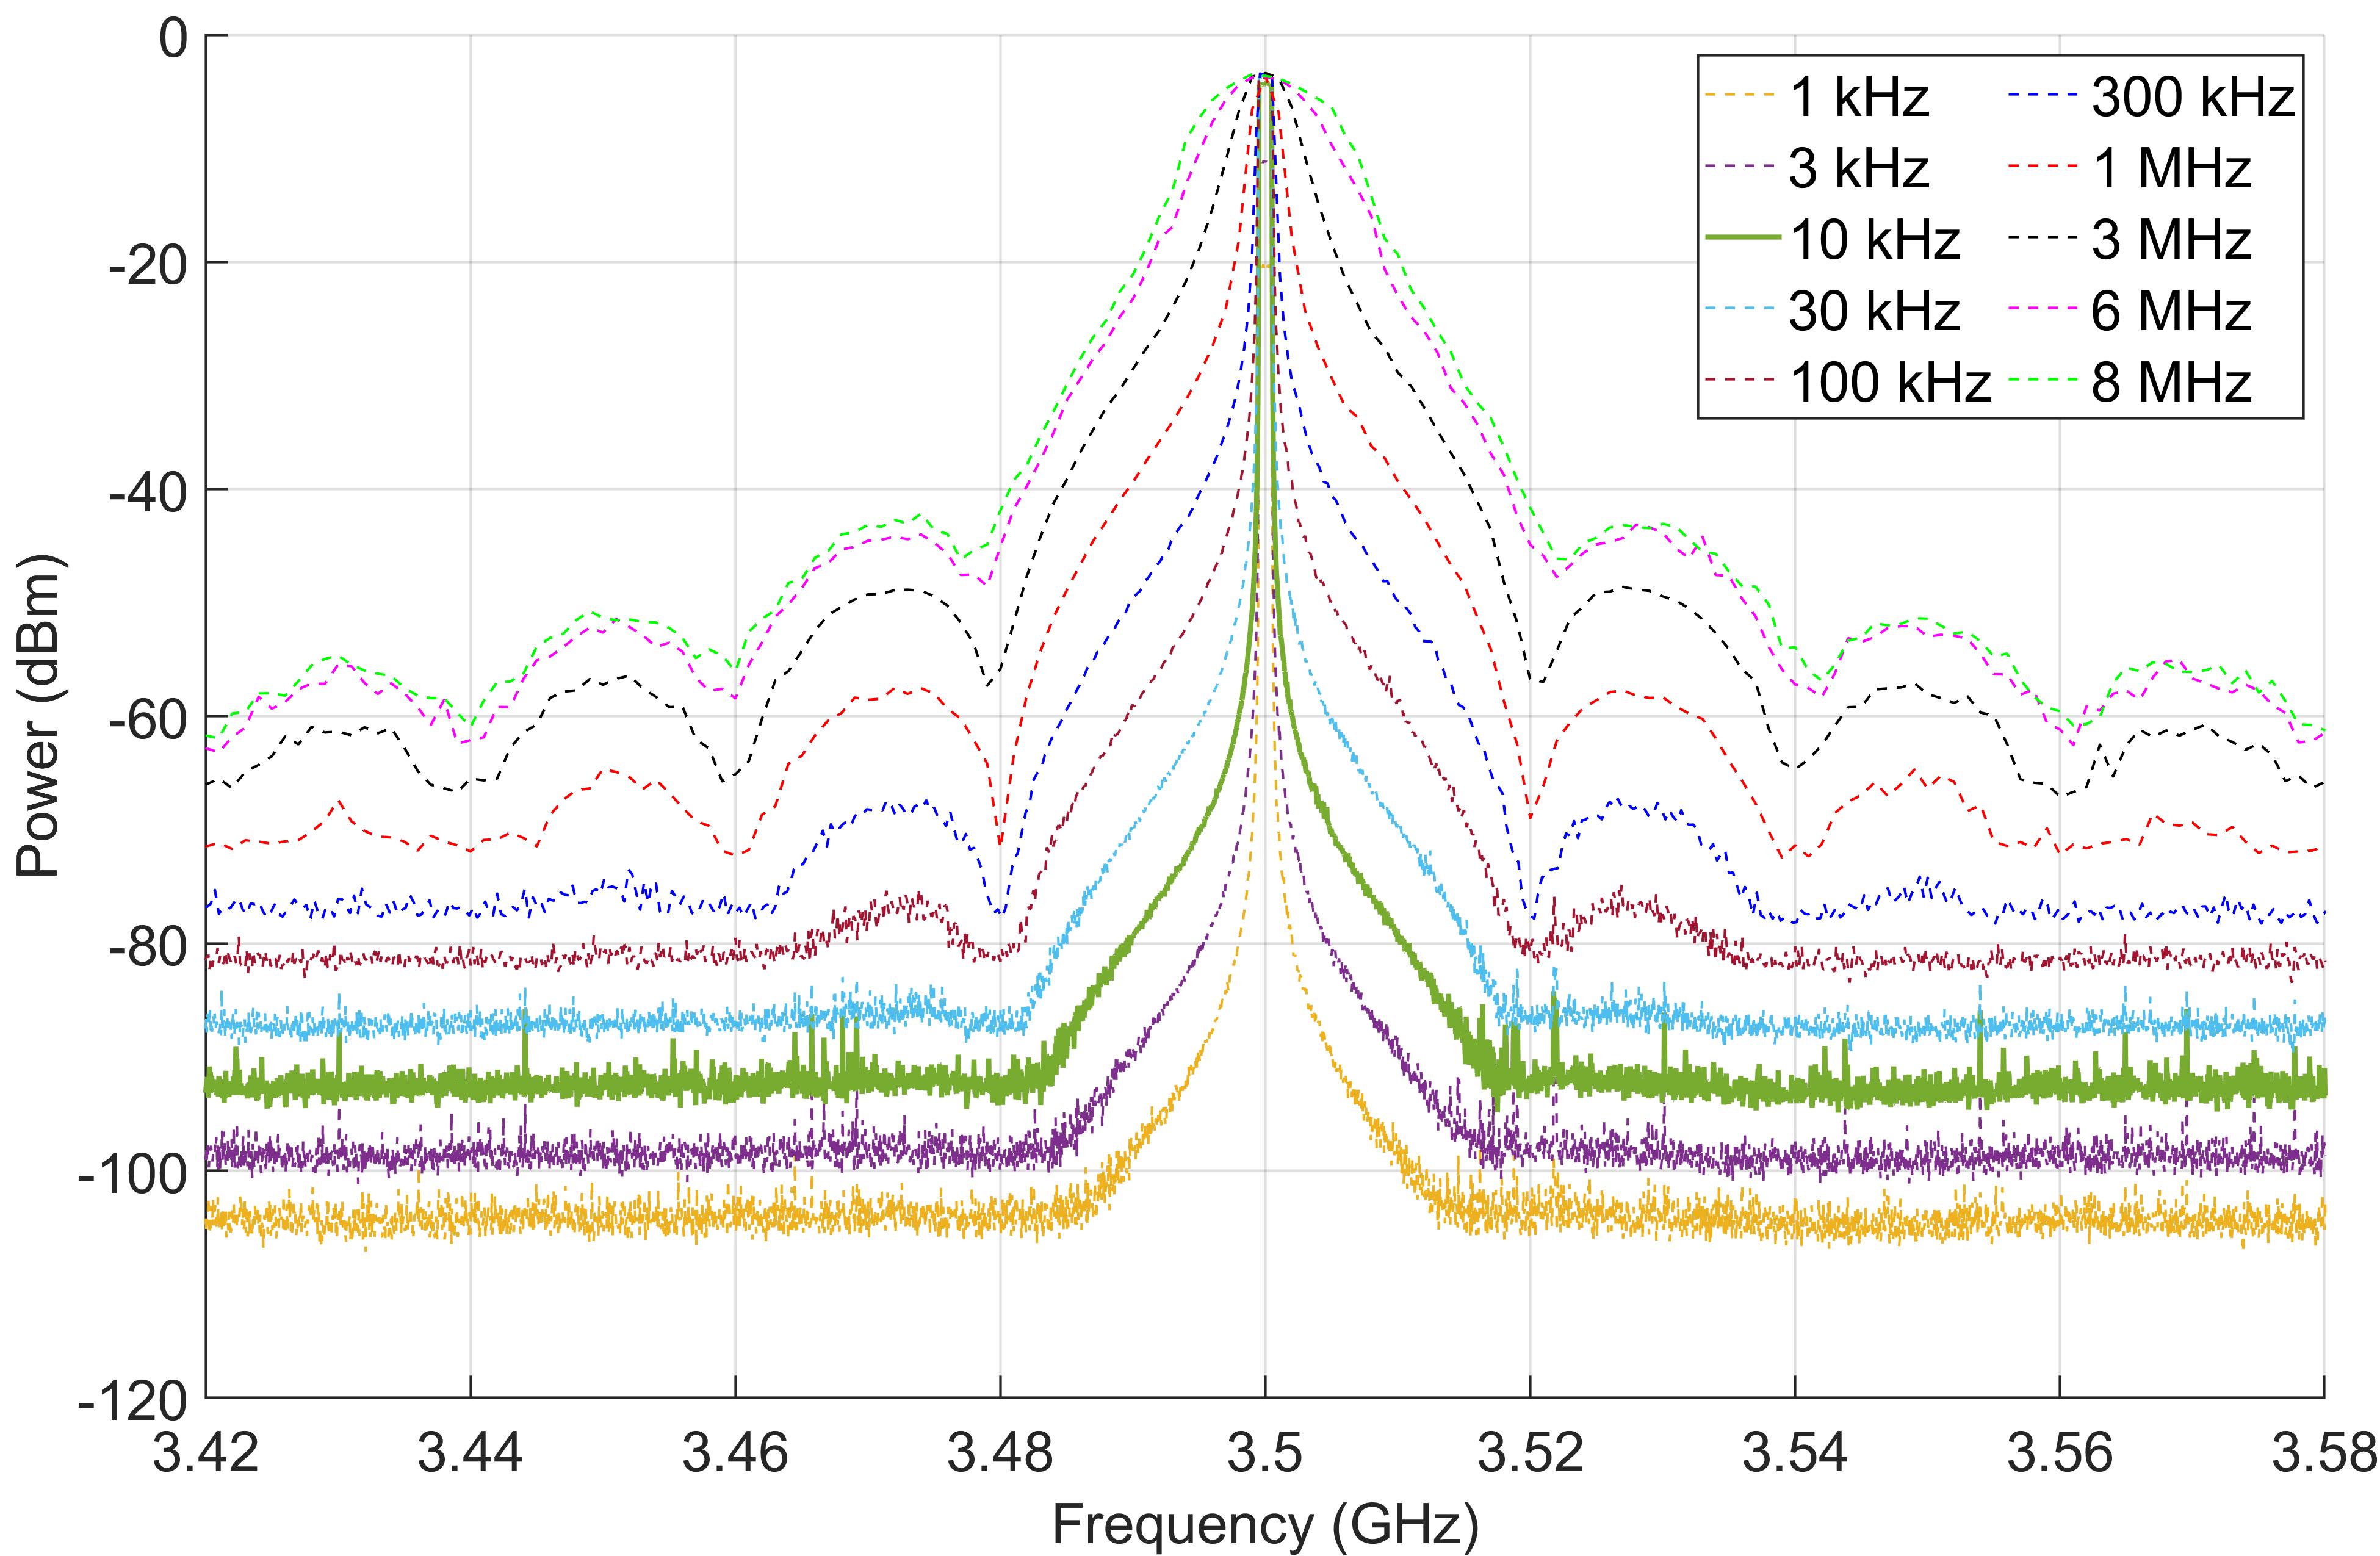 0
-20
-40
-60
-80
-100
-120
Power (dBm)
3.42 3.44 3.46 3.48 3.5 3.52 3.54 3.56 3.58
Frequency (GHz)
1 kHz 300 kHz
3 kHz 1 MHz
10 kHz 3 MHz
30 kHz 6 MHz
100 kHz 8 MHz